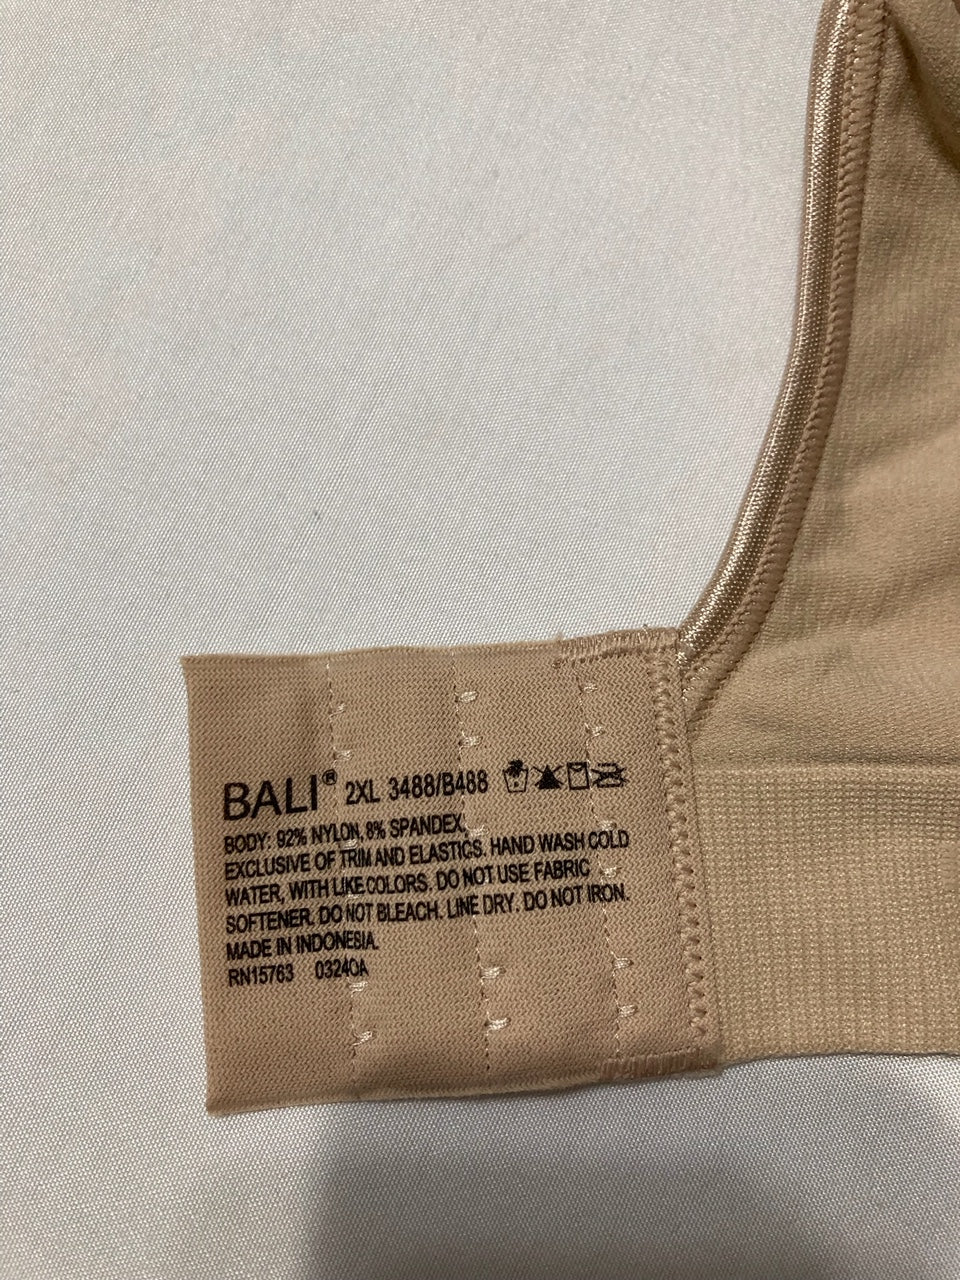 BALI® 2XL 3488/B488
BODY: 92% NYLON, 8% SPANDEX,
EXCLUSIVE OF TRIM AND ELASTICS. HAND WASH COLD
WATER, WITH LIKE COLORS. DO NOT USE FABRIC
SOFTENER. DO NOT BLEACH. LINE DRY. DO NOT IRON.
MADE IN INDONESIA.
RN15763 0324OA